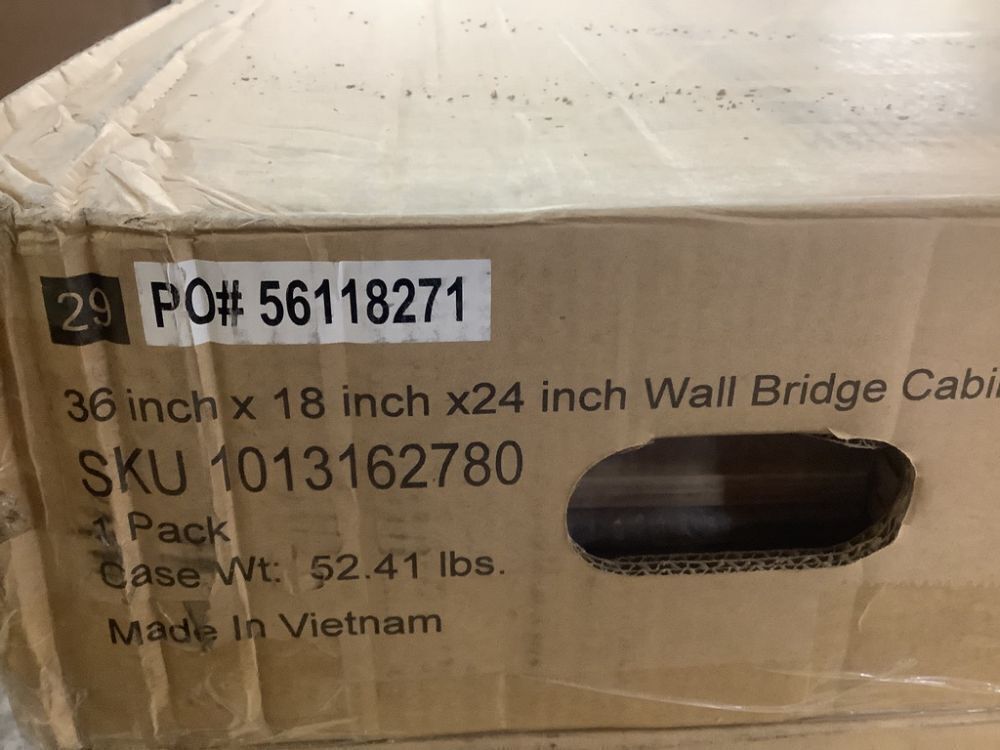 29 PO# 56118271
36 inch x 18 inch x24 inch Wall Bridge Cabi
SKU 1013162780
1 Pack
Case Wt: 52.41 lbs.
Made In Vietnam